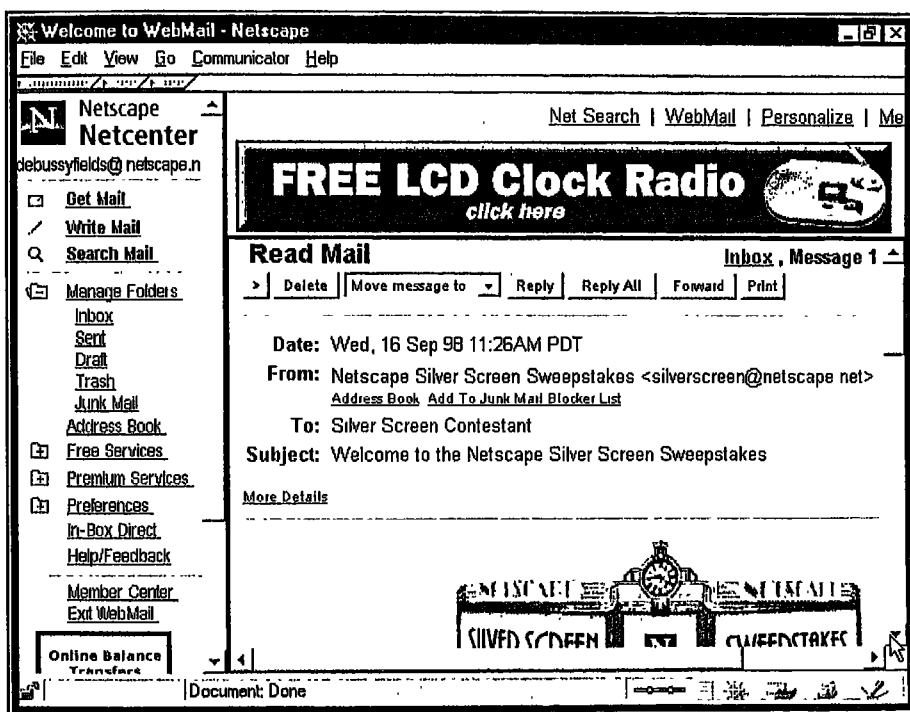 Welcome to WebMail - Netscape
File Edit View Go Communicator Help
N Netscape
Netcenter
debussyfields@netscape.n
Get Mail
Write Mail
Search Mail
Manage Folders
Inbox
Sent
Draft
Trash
Junk Mail
Address Book
Free Services
Premium Services
Preferences
In-Box Direct
Help/Feedback
Member Center
Exit WebMail
Online Balance
Transfers
Net Search | WebMail | Personalize | Me
FREE LCD Clock Radio
click here
Read Mail Inbox , Message 1
> Delete Move message to Reply Reply All Forward Print
Date: Wed, 16 Sep 98 11:26AM PDT
From: Netscape Silver Screen Sweepstakes <silverscreen@netscape net>
Address Book Add To Junk Mail Blocker List
To: Silver Screen Contestant
Subject: Welcome to the Netscape Silver Screen Sweepstakes
More Details
NETSCAPE NETSCAPE
SILVER SCREEN N SWEEPSTAKES
Document: Done